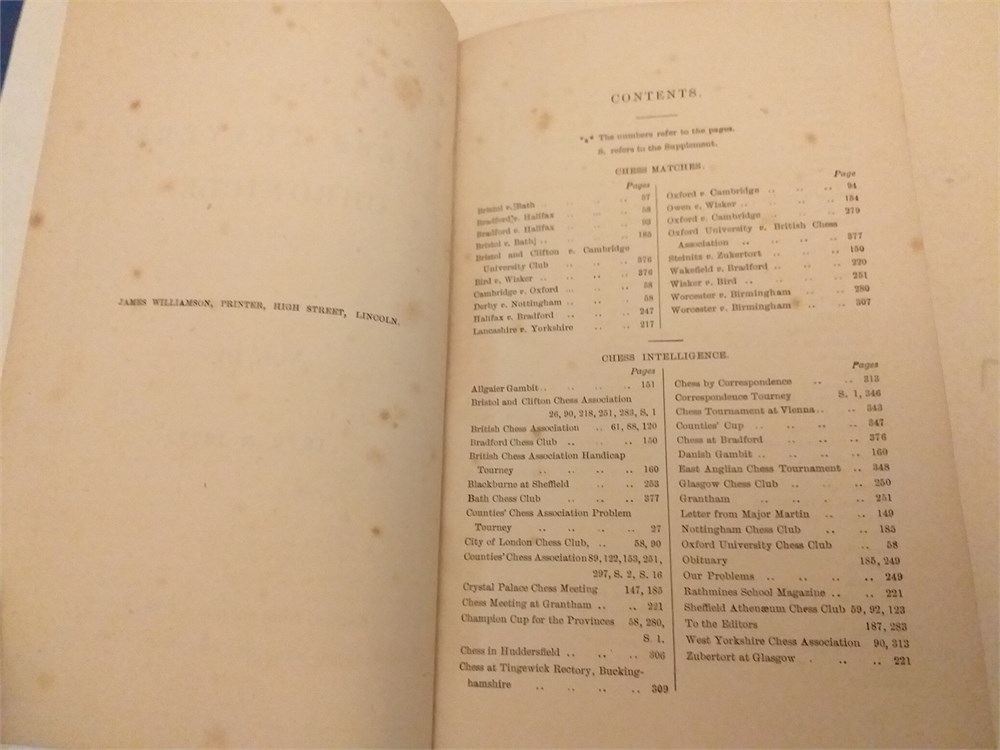 JAMES WILLIAMSON, PRINTER, HIGH STREET, LINCOLN.
CONTENTS.
*** The numbers refer to the pages.
S. refers to the Supplement.
CHESS MATCHES.
Pages
Bristol v. Bath .. .. .. 57
Bradford v. Halifax .. .. .. 58
Bradford v. Halifax .. .. .. 93
Bristol v. Bath .. .. .. 185
Bristol and Clifton v. Cambridge
University Club .. .. .. 376
Bird v. Wisker .. .. .. .. 376
Cambridge v. Oxford .. .. .. 58
Derby v. Nottingham .. .. .. 58
Halifax v. Bradford .. .. .. 247
Lancashire v. Yorkshire .. .. 217
Page
Oxford v. Cambridge .. .. .. 94
Owen v. Wisker .. .. .. .. 154
Oxford v. Cambridge .. .. .. 279
Oxford University v. British Chess
Association .. .. .. .. 377
Steinitz v. Zukertort .. .. .. 150
Wakefield v. Bradford .. .. .. 220
Wisker v. Bird .. .. .. .. 251
Worcester v. Birmingham .. .. 280
Worcester v. Birmingham .. .. 307
CHESS INTELLIGENCE.
Pages
Allgaier Gambit .. .. .. .. 151
Bristol and Clifton Chess Association
26, 90, 218, 251, 283, S. 1
British Chess Association .. 61, 88, 120
Bradford Chess Club .. .. .. 150
British Chess Association Handicap
Tourney .. .. .. .. 160
Blackburne at Sheffield .. .. 253
Bath Chess Club .. .. .. 377
Counties' Chess Association Problem
Tourney .. .. .. .. 27
City of London Chess Club, .. 58, 90
Counties' Chess Association 89, 122, 153, 251,
297, S. 2, S. 16
Crystal Palace Chess Meeting 147, 185
Chess Meeting at Grantham .. .. 221
Champion Cup for the Provinces 58, 280,
S. 1.
Chess in Huddersfield .. .. .. 306
Chess at Tingewick Rectory, Bucking-
hamshire .. .. .. .. 309
Pages
Chess by Correspondence .. .. 313
Correspondence Tourney S. 1, 346
Chess Tournament at Vienna .. .. 343
Counties' Cup .. .. .. .. 347
Chess at Bradford .. .. .. 376
Danish Gambit .. .. .. .. 160
East Anglian Chess Tournament .. 348
Glasgow Chess Club .. .. .. 250
Grantham .. .. .. .. 251
Letter from Major Martin .. .. 149
Nottingham Chess Club .. .. 185
Oxford University Chess Club .. 58
Obituary 185, 249
Our Problems .. .. .. .. 249
Rathmines School Magazine .. .. 221
Sheffield Athenæum Chess Club 59, 92, 123
To the Editors 187, 283
West Yorkshire Chess Association 90, 313
Zubertort at Glasgow . .. .. 221